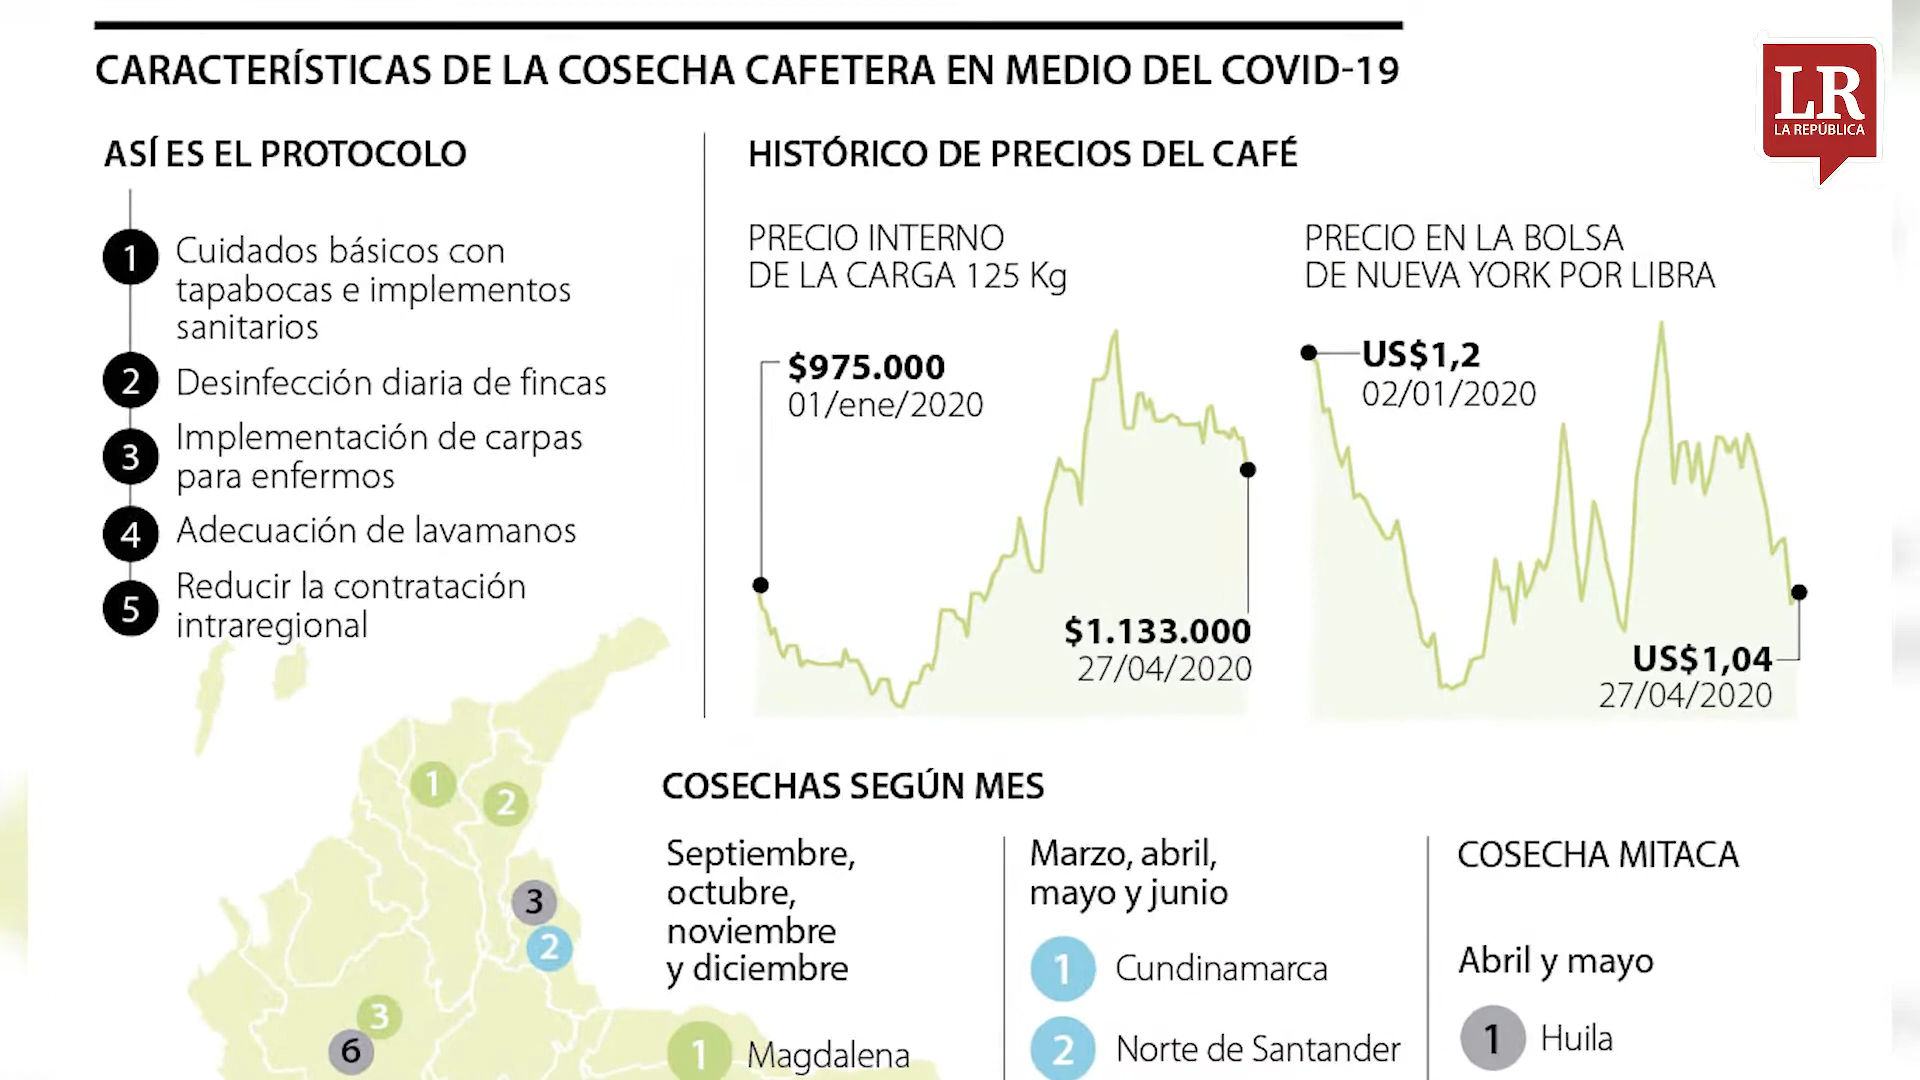 CARACTERÍSTICAS DE LA COSECHA CAFETERA EN MEDIO DEL COVID-19
LR
LA REPÚBLICA
ASÍ ES EL PROTOCOLO
1 Cuidados básicos con
tapabocas e implementos
sanitarios
2 Desinfección diaria de fincas
3 Implementación de carpas
para enfermos
4 Adecuación de lavamanos
5 Reducir la contratación
intraregional
HISTÓRICO DE PRECIOS DEL CAFÉ
PRECIO INTERNO
DE LA CARGA 125 Kg
$975.000
01/ene/2020
$1.133.000
27/04/2020
PRECIO EN LA BOLSA
DE NUEVA YORK POR LIBRA
US$1,2
02/01/2020
US$1,04
27/04/2020
1
2
3
2
3
6
COSECHAS SEGÚN MES
Septiembre,
octubre,
noviembre
y diciembre
1 Magdalena
Marzo, abril,
mayo y junio
1 Cundinamarca
2 Norte de Santander
COSECHA MITACA
Abril y mayo
1 Huila